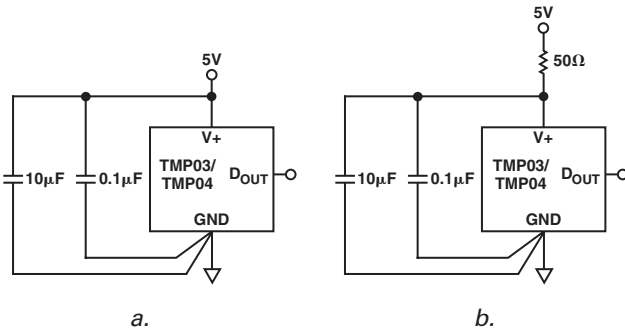 5V
10μF
0.1μF
V+
TMP03/
TMP04
DOUT
GND
a.
5V
50Ω
10μF
0.1μF
V+
TMP03/
TMP04
DOUT
GND
b.